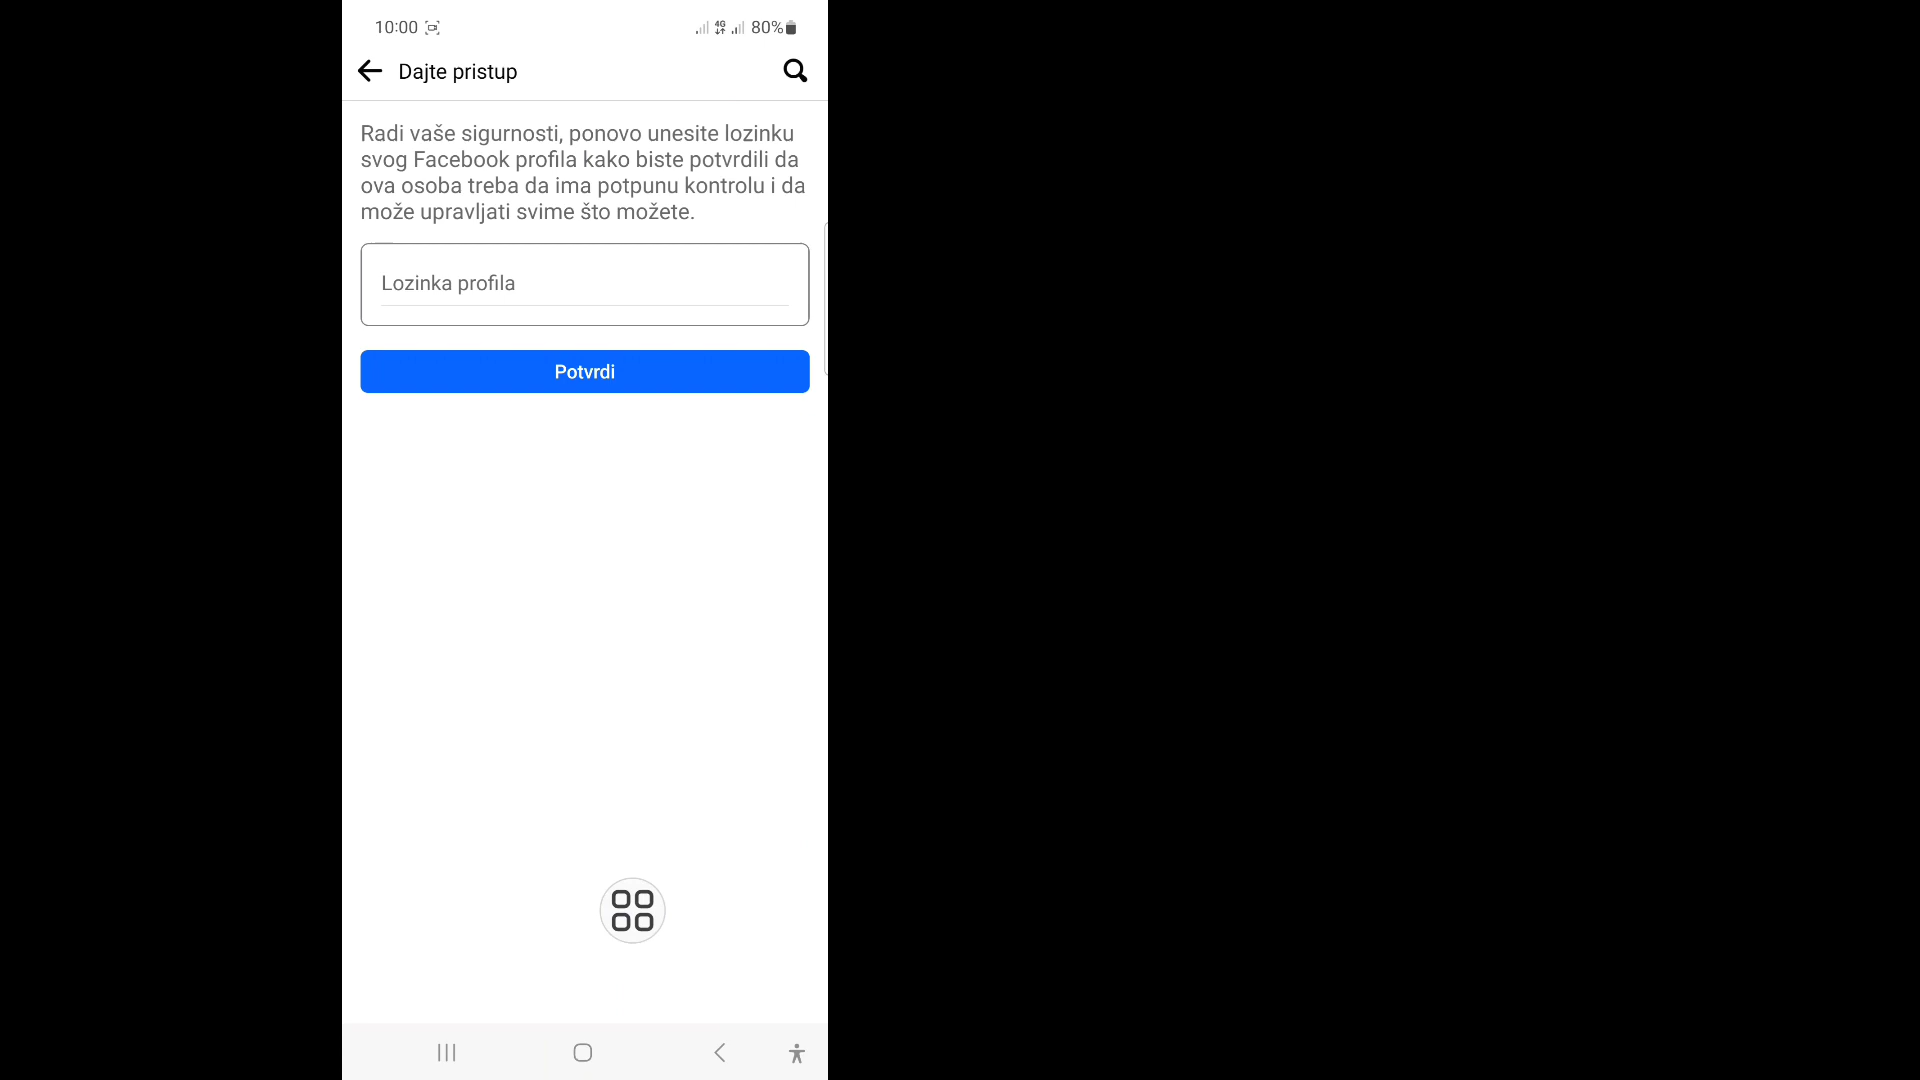 10:00
4G
80%
Dajte pristup
Radi vaše sigurnosti, ponovo unesite lozinku
svog Facebook profila kako biste potvrdili da
ova osoba treba da ima potpunu kontrolu i da
može upravljati svime što možete.
Lozinka profila
Potvrdi